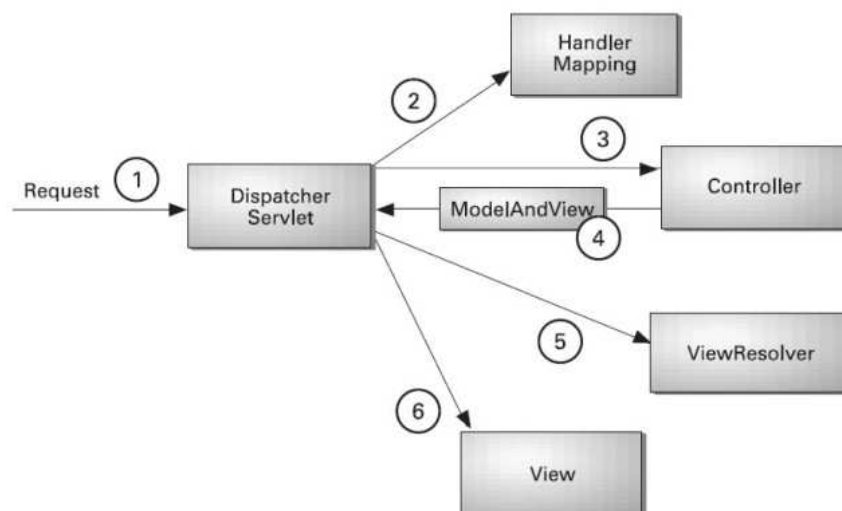 Handler
Mapping
2
3
1
Request
Dispatcher
Servlet
Controller
ModelAndView
4
5
ViewResolver
6
View